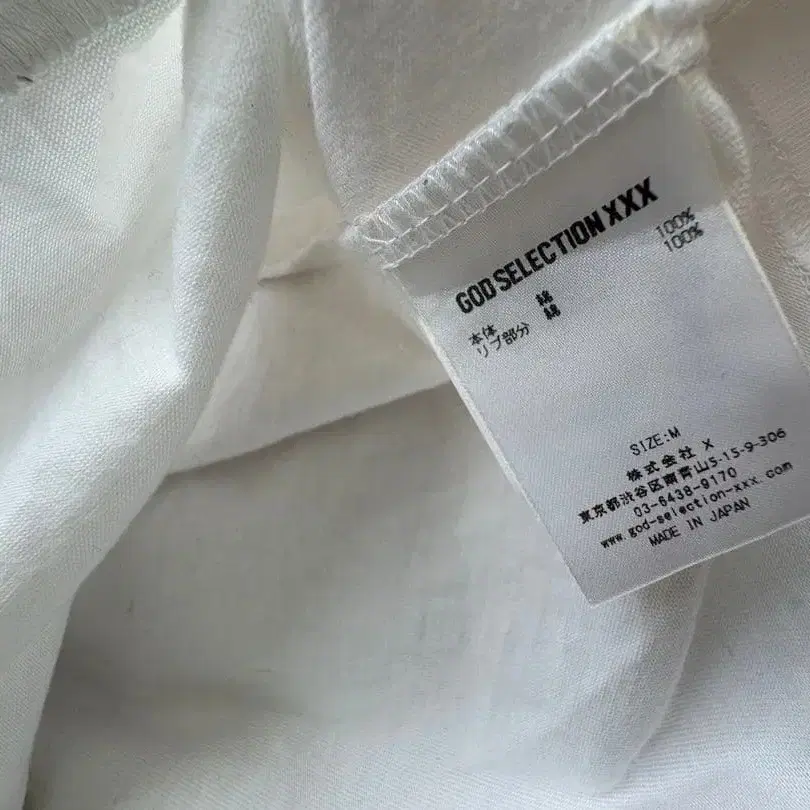 GOD SELECTION XXX
本体 綿 100%
リブ部分 綿 100%
SIZE:M
株式会社 X
東京都渋谷区南青山5-15-9-306
03-6438-9170
www.god-selection-xxx.com
MADE IN JAPAN